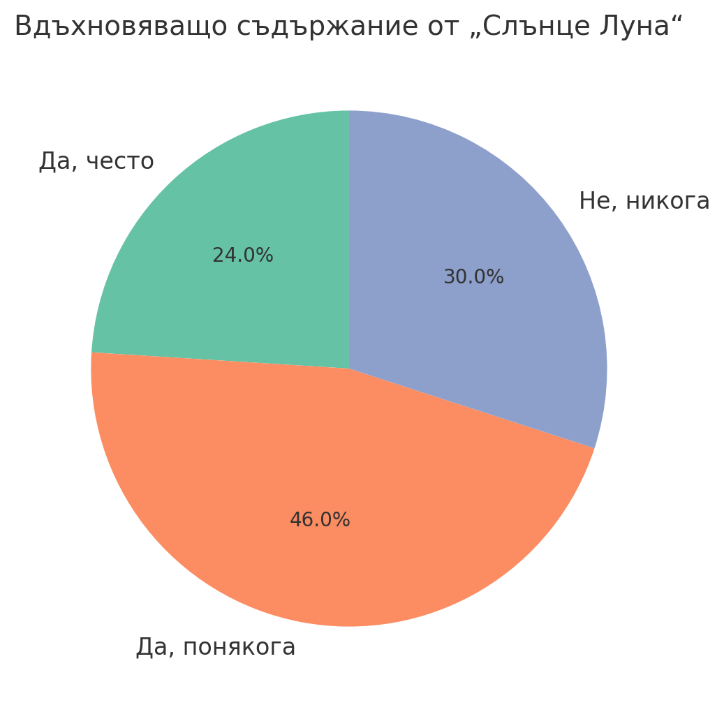 Вдъхновяващо съдържание от „Слънце Луна“
Да, често
Не, никога
24.0%
30.0%
46.0%
Да, понякога